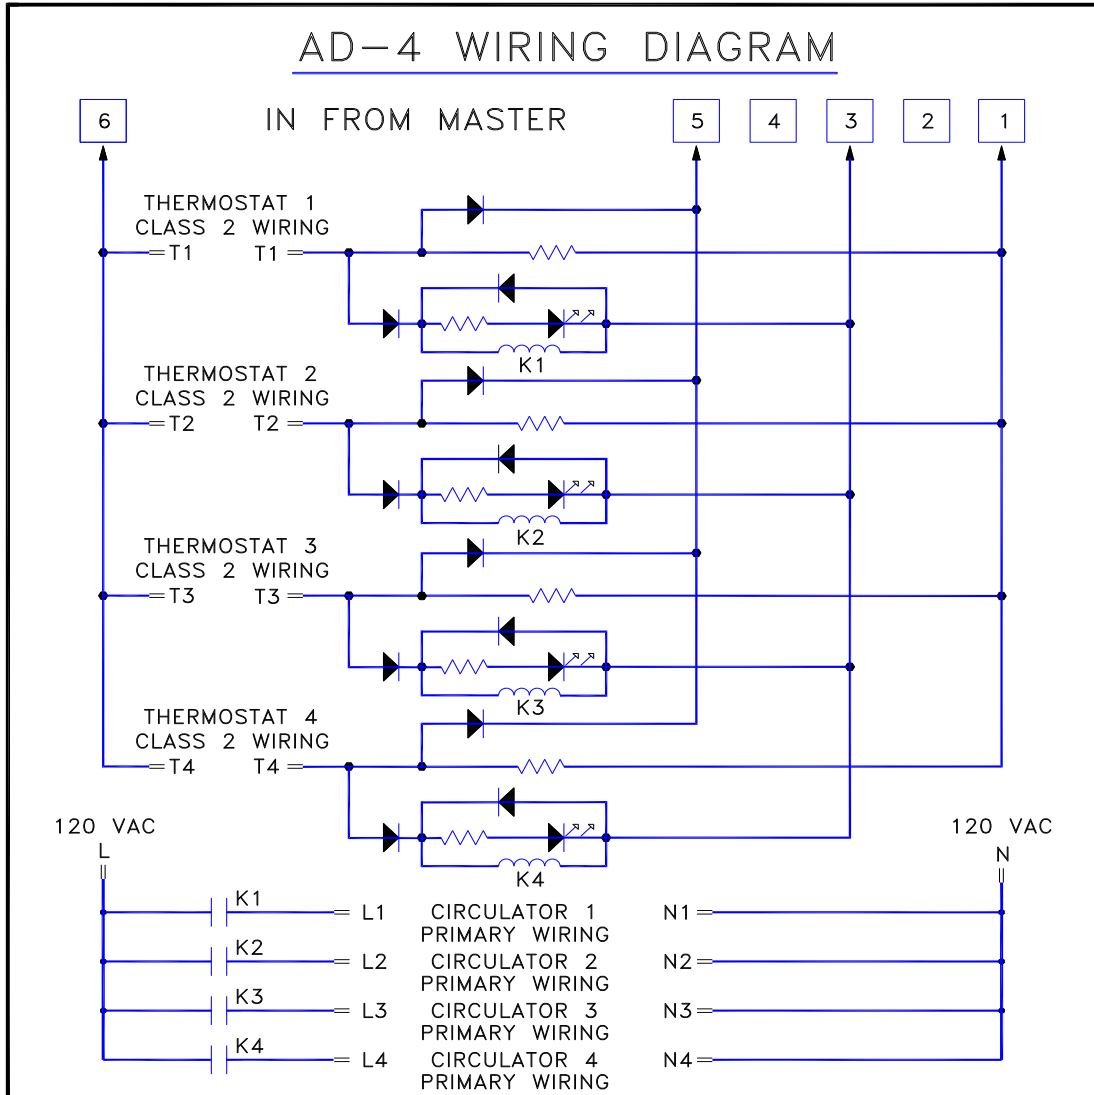 AD-4 WIRING DIAGRAM
6 IN FROM MASTER 5 4 3 2 1
THERMOSTAT 1
CLASS 2 WIRING
T1 T1
K1
THERMOSTAT 2
CLASS 2 WIRING
T2 T2
K2
THERMOSTAT 3
CLASS 2 WIRING
T3 T3
K3
THERMOSTAT 4
CLASS 2 WIRING
T4 T4
K4
120 VAC 120 VAC
L N
K1 L1 CIRCULATOR 1 N1
PRIMARY WIRING
K2 L2 CIRCULATOR 2 N2
PRIMARY WIRING
K3 L3 CIRCULATOR 3 N3
PRIMARY WIRING
K4 L4 CIRCULATOR 4 N4
PRIMARY WIRING